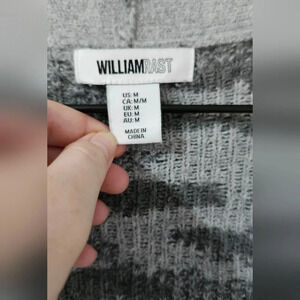 WILLIAMRAST
US: M
CA: M/M
UK: M
EU: M
AU: M
MADE IN
CHINA